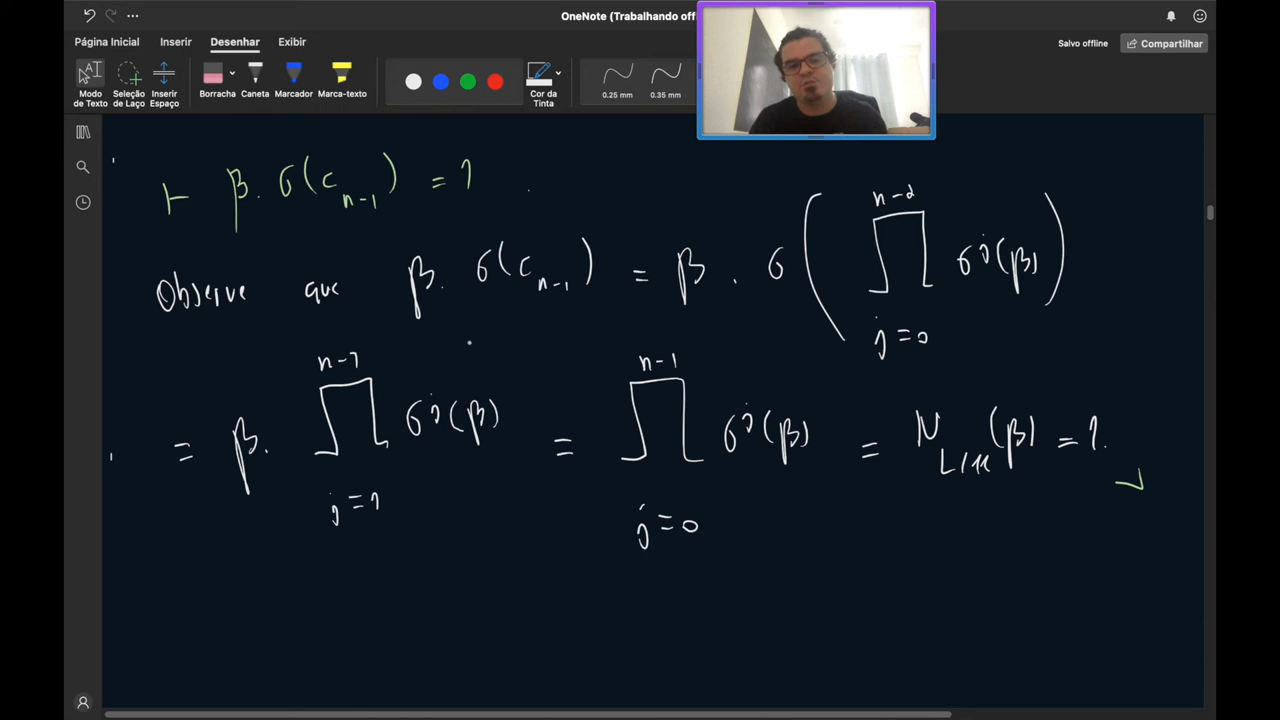 OneNote (Trabalhando off
Página Inicial Inserir Desenhar Exibir
Salvo offline Compartilhar
Modo de Texto
Seleção de Laço
Inserir Espaço
Borracha
Caneta
Marcador
Marca-texto
Cor da Tinta
0.25 mm
0.35 mm
⊢ β. σ(c_{n-1}) = 1
Observe que β. σ(c_{n-1}) = β . σ( ∏_{j=0}^{n-2} σ^j(β) )
= β. ∏_{j=1}^{n-1} σ^j(β) = ∏_{j=0}^{n-1} σ^j(β) = N_{L/K}(β) = 1.